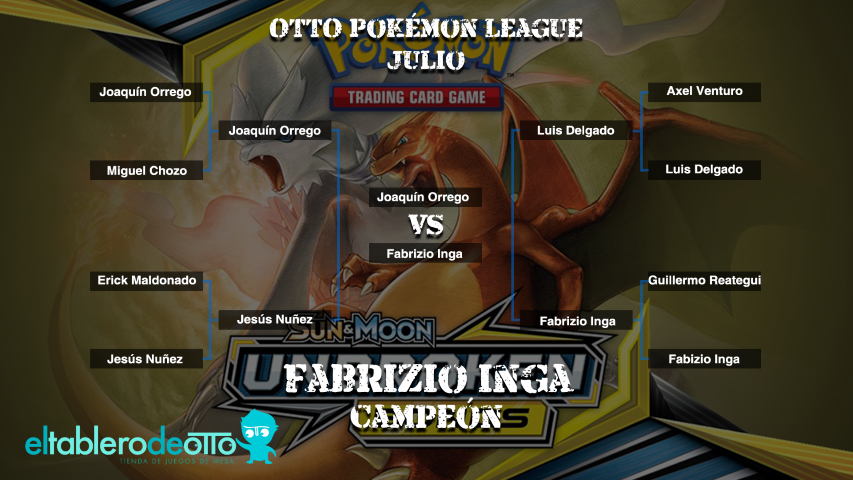 OTTO POKÉMON LEAGUE
JULIO
POKÉMON
TRADING CARD GAME
Joaquín Orrego
Joaquín Orrego
Miguel Chozo
Erick Maldonado
Jesús Nuñez
Jesús Nuñez
Joaquín Orrego
VS
Fabrizio Inga
Axel Venturo
Luis Delgado
Luis Delgado
Guillermo Reategui
Fabrizio Inga
Fabizio Inga
SUN & MOON
FABRIZIO INGA
CAMPEÓN
eltablerodeOTTO
TIENDA DE JUEGOS DE MESA